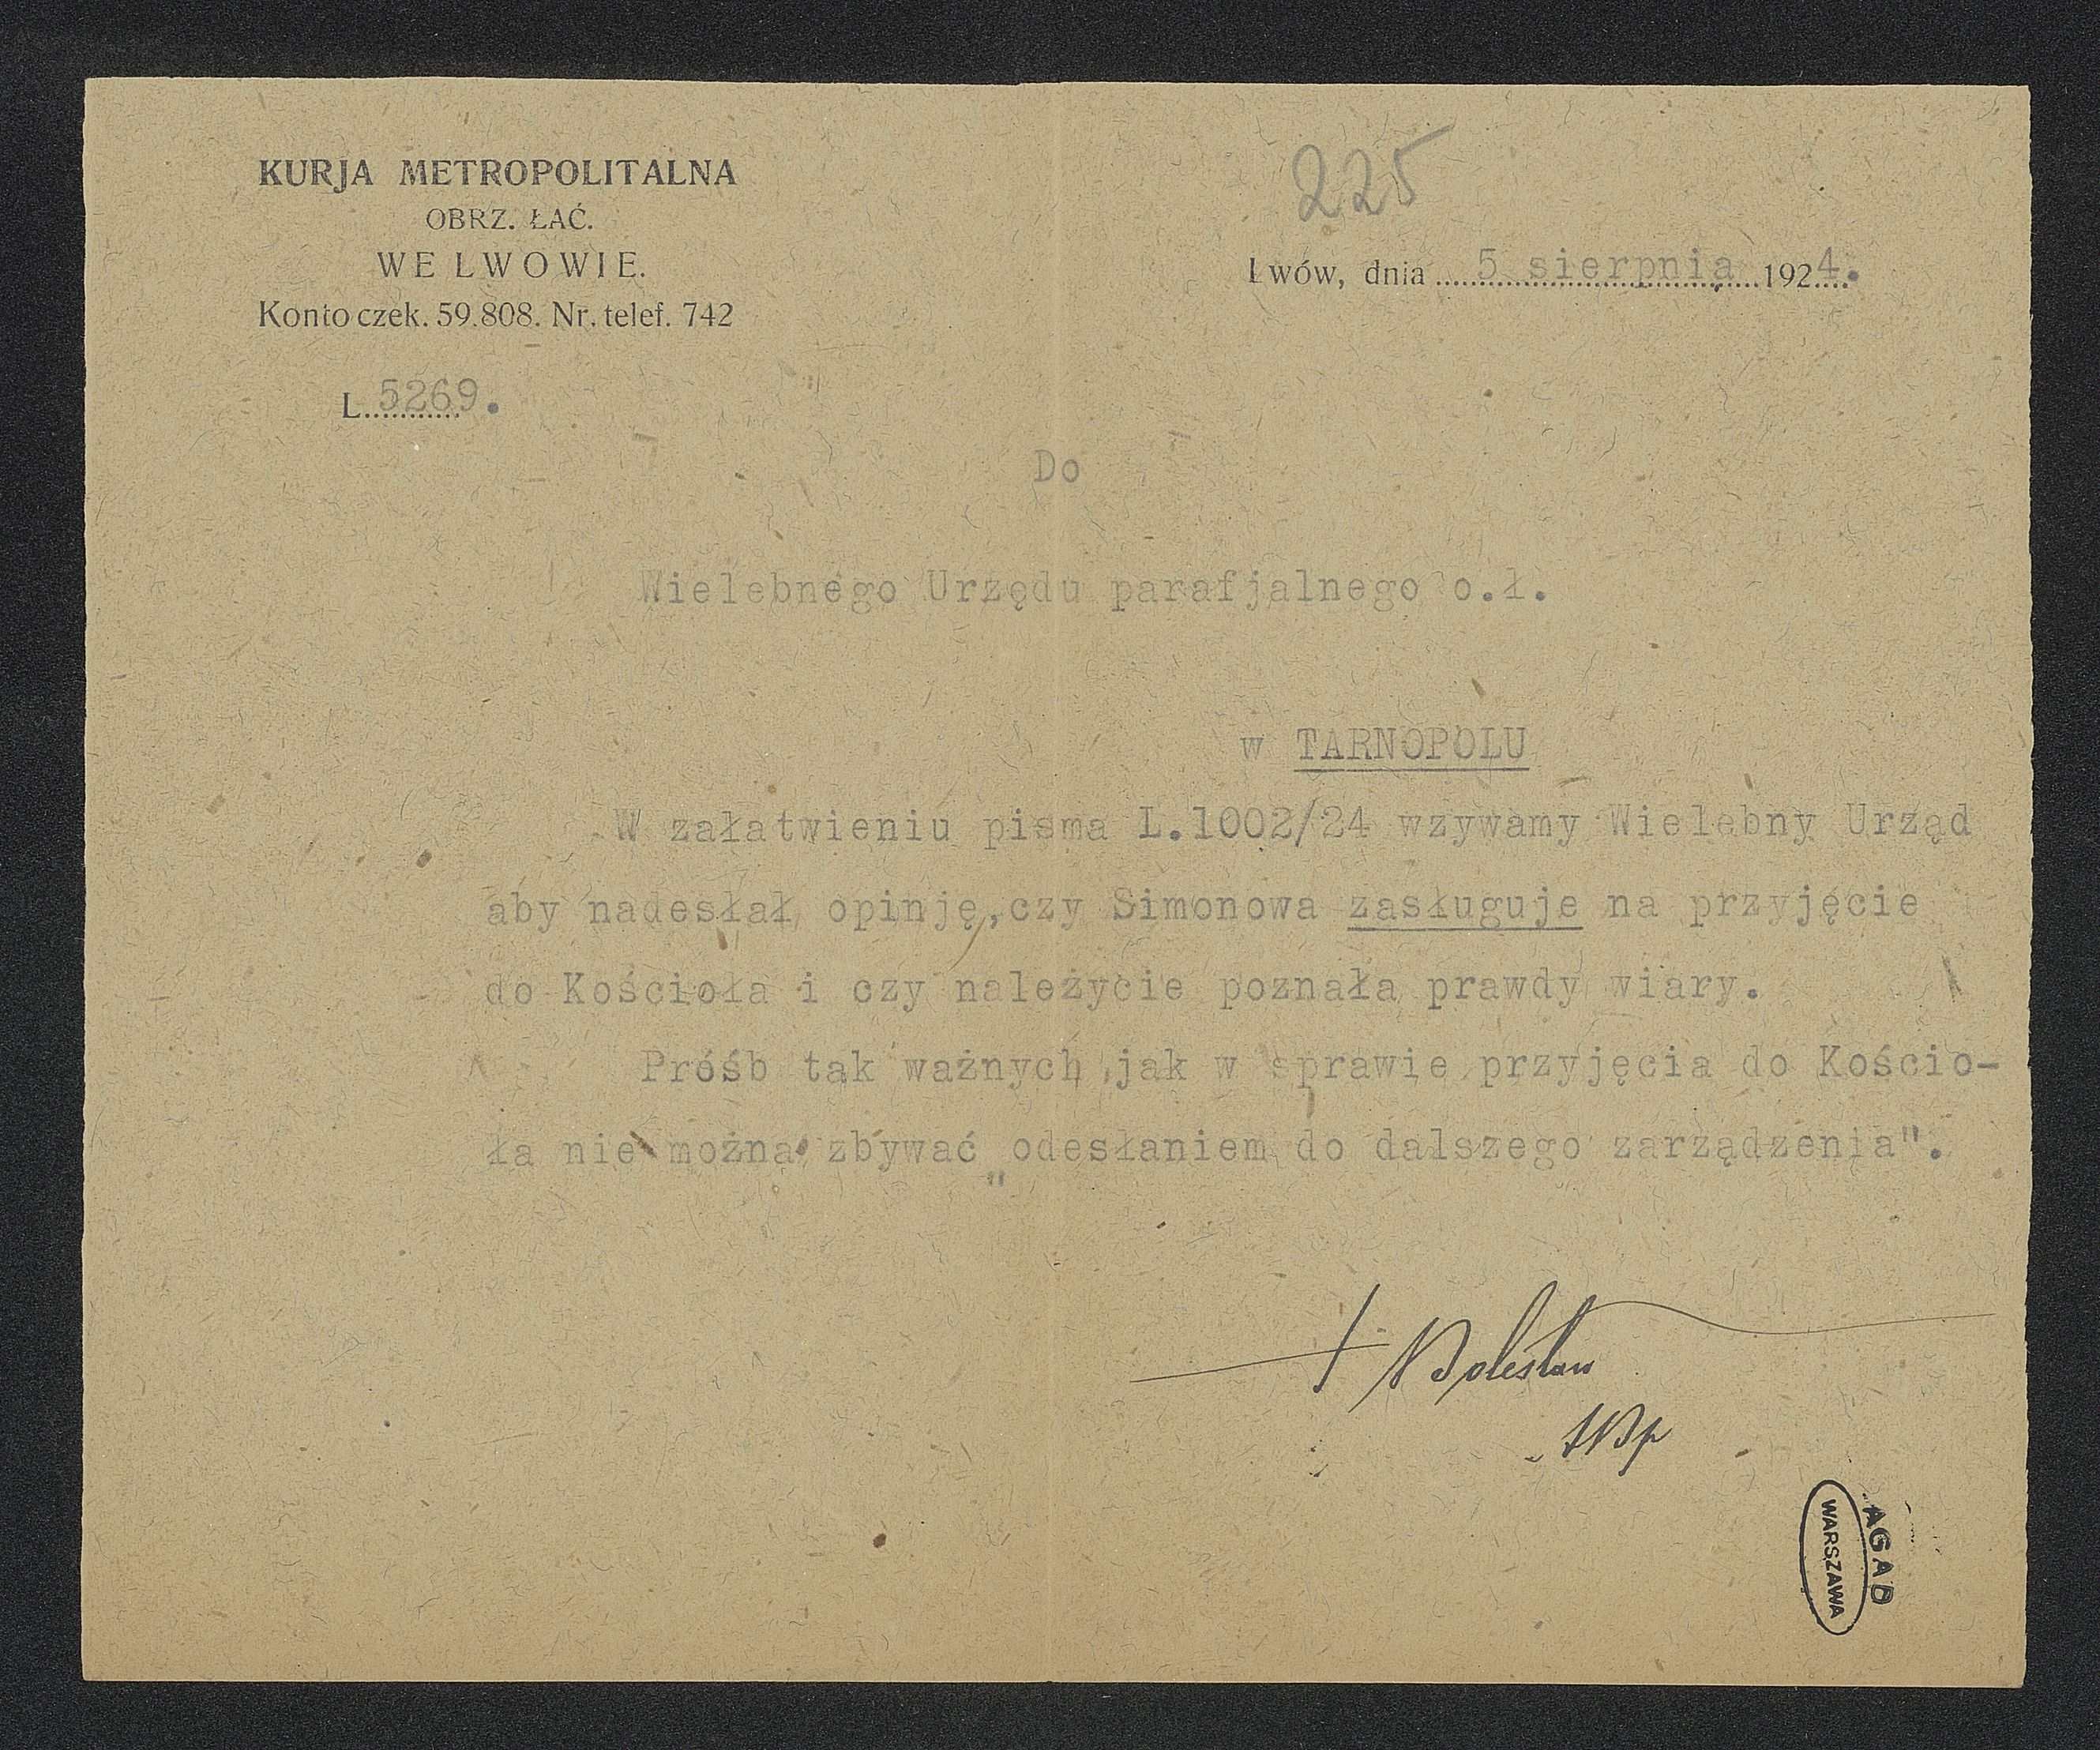 KURJA METROPOLITALNA
OBRZ. ŁAĆ.
WE LWOWIE.
Konto czek. 59.808. Nr. telef. 742
L. 5269.
225
Lwów, dnia 5 sierpnia 1924.
Do
Wielebnego Urzędu parafjalnego o.ł.
w TARNOPOLU
W załatwieniu pisma L.1002/24 wzywamy Wielebny Urząd
aby nadesłał opinję, czy Simonowa zasługuje na przyjęcie
do Kościoła i czy należycie poznała prawdy wiary.
Próśb tak ważnych jak w sprawie przyjęcia do Kościo-
ła nie można zbywać „odesłaniem do dalszego zarządzenia".
† Bolesław
ABp
AGAD
WARSZAWA